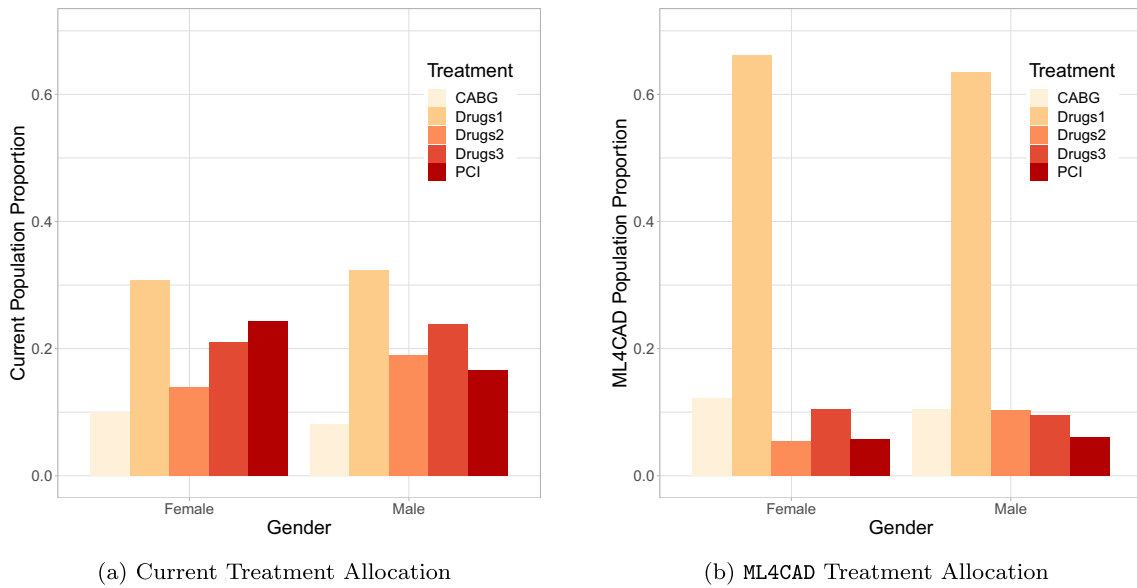 Current Population Proportion
0.6
0.4
0.2
0.0
Treatment
CABG
Drugs1
Drugs2
Drugs3
PCI
Female
Male
Gender
(a) Current Treatment Allocation
ML4CAD Population Proportion
0.6
0.4
0.2
0.0
Treatment
CABG
Drugs1
Drugs2
Drugs3
PCI
Female
Male
Gender
(b) ML4CAD Treatment Allocation